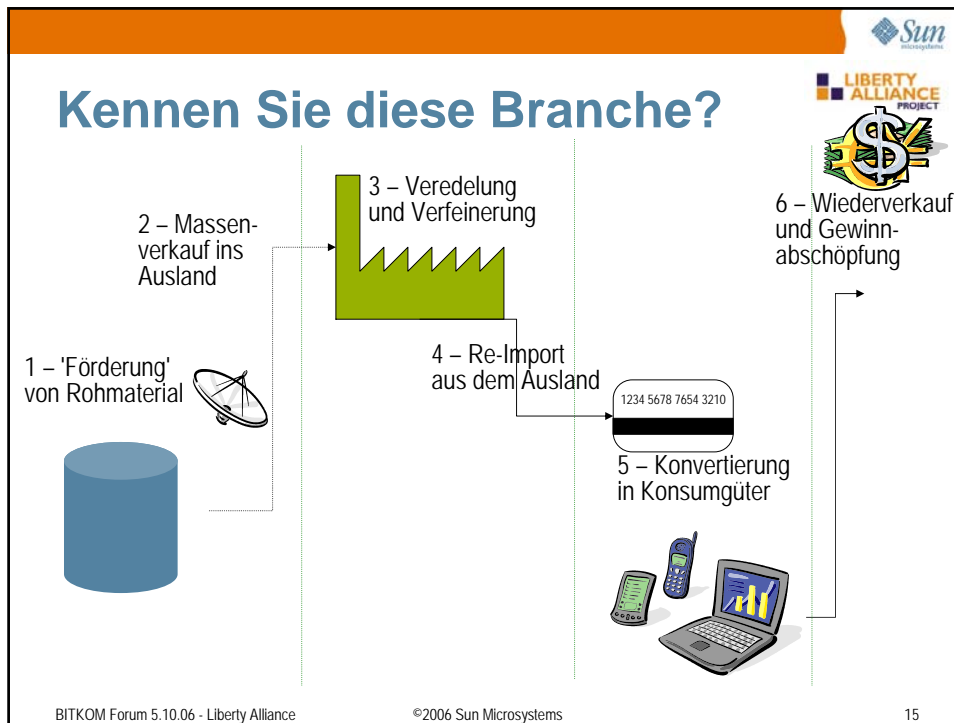 Sun
microsystems
LIBERTY
ALLIANCE
PROJECT
Kennen Sie diese Branche?
1 – 'Förderung'
von Rohmaterial
2 – Massen-
verkauf ins
Ausland
3 – Veredelung
und Verfeinerung
4 – Re-Import
aus dem Ausland
1234 5678 7654 3210
5 – Konvertierung
in Konsumgüter
$
6 – Wiederverkauf
und Gewinn-
abschöpfung
BITKOM Forum 5.10.06 - Liberty Alliance
©2006 Sun Microsystems
15